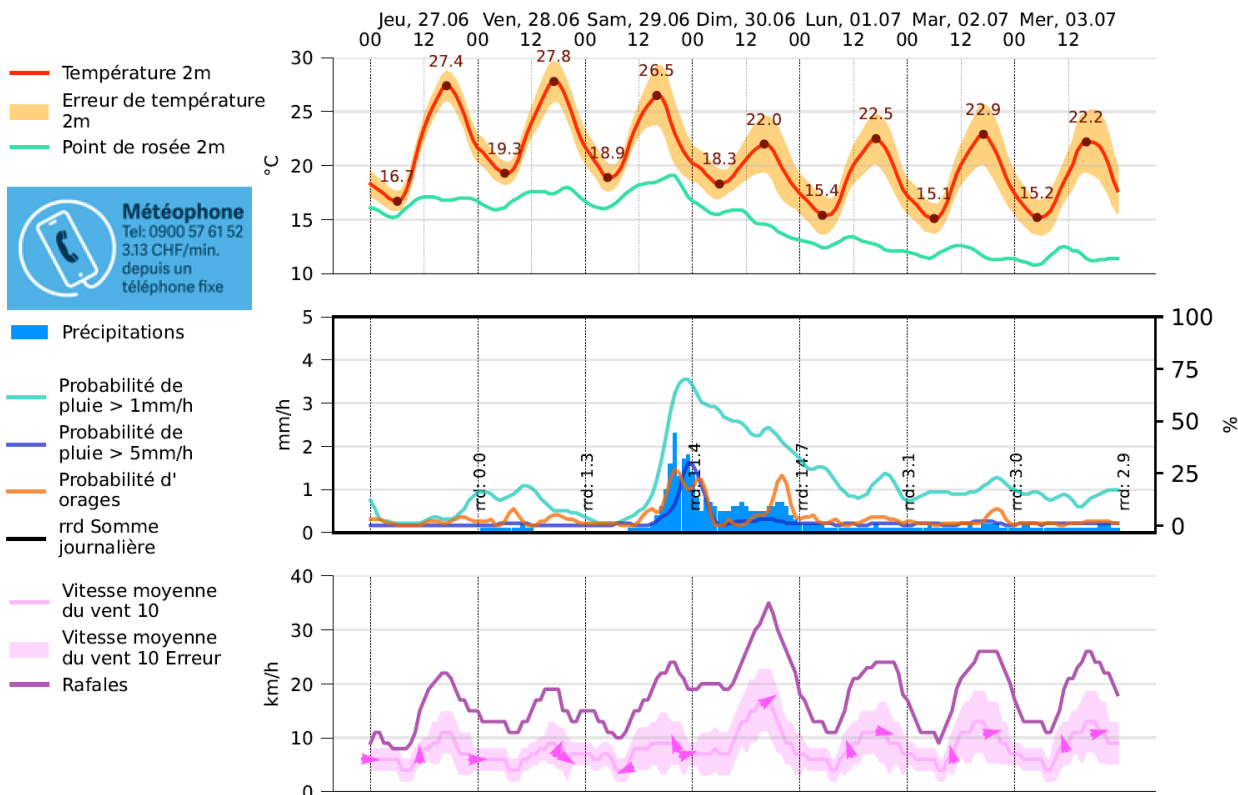 Jeu, 27.06 Ven, 28.06 Sam, 29.06 Dim, 30.06 Lun, 01.07 Mar, 02.07 Mer, 03.07
00 12 00 12 00 12 00 12 00 12 00 12 00 12
Température 2m
Erreur de température
2m
Point de rosée 2m
°C
30
25
20
15
10
16.7
27.4
19.3
27.8
18.9
26.5
18.3
22.0
15.4
22.5
15.1
22.9
15.2
22.2
Météophone
Tel: 0900 57 61 52
3.13 CHF/min.
depuis un
téléphone fixe
Précipitations
Probabilité de
pluie > 1mm/h
Probabilité de
pluie > 5mm/h
Probabilité d'
orages
rrd Somme
journalière
mm/h
5
4
3
2
1
0
rrd: 0.0
rrd: 1.3
rrd: 11.4
rrd: 14.7
rrd: 3.1
rrd: 3.0
rrd: 2.9
100
75
50
25
0
%
Vitesse moyenne
du vent 10
Vitesse moyenne
du vent 10 Erreur
Rafales
km/h
40
30
20
10
0